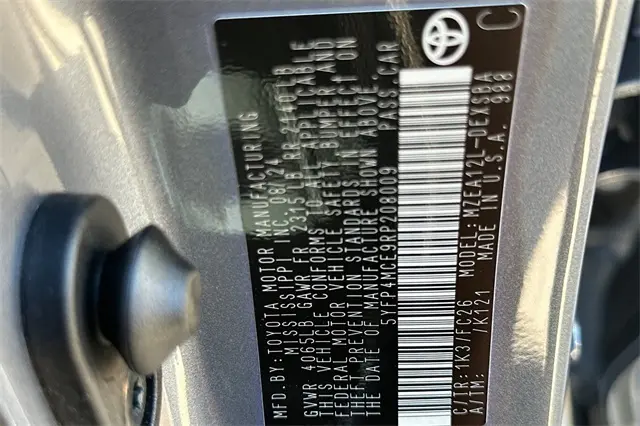 MFD.BY:TOYOTA MOTOR MANUFACTURING
MISSISSIPPI INC. 08/24
GVWR 4065LB GAWR FR 2315LB RR
THIS VEHICLE CONFORMS TO ALL APPLICABLE
FEDERAL MOTOR VEHICLE SAFETY, BUMPER AND
THEFT PREVENTION STANDARDS IN EFFECT ON
THE DATE OF MANUFACTURE SHOWN ABOVE.
5YFP4MCE9RP208009 PASS.CAR
C/TR:1K3/FC26 MODEL:MZEA12L-DEXSBA
A/TM: /K121 MADE IN U.S.A. 988
C